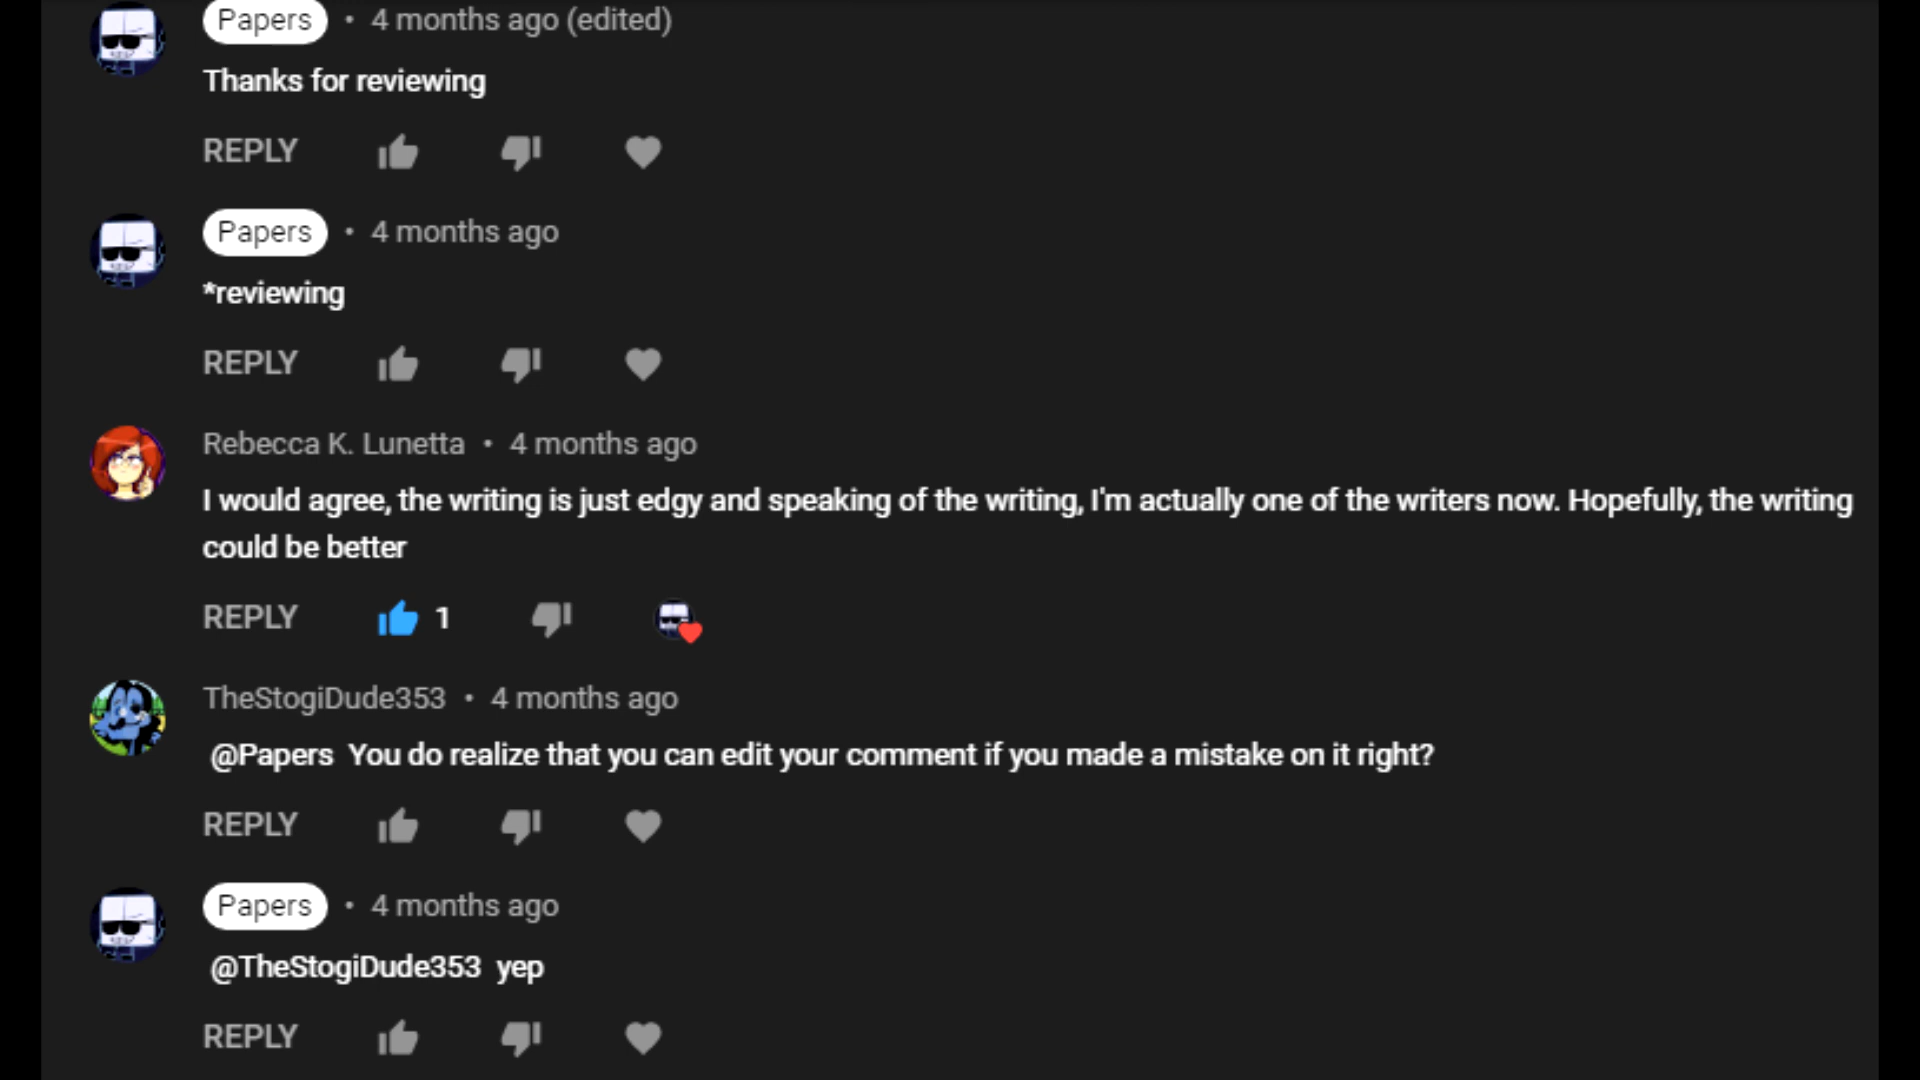 Papers • 4 months ago (edited)
Thanks for reviewing
REPLY
Papers • 4 months ago
*reviewing
REPLY
Rebecca K. Lunetta • 4 months ago
I would agree, the writing is just edgy and speaking of the writing, I'm actually one of the writers now. Hopefully, the writing
could be better
REPLY 1
TheStogiDude353 • 4 months ago
@Papers You do realize that you can edit your comment if you made a mistake on it right?
REPLY
Papers • 4 months ago
@TheStogiDude353 yep
REPLY